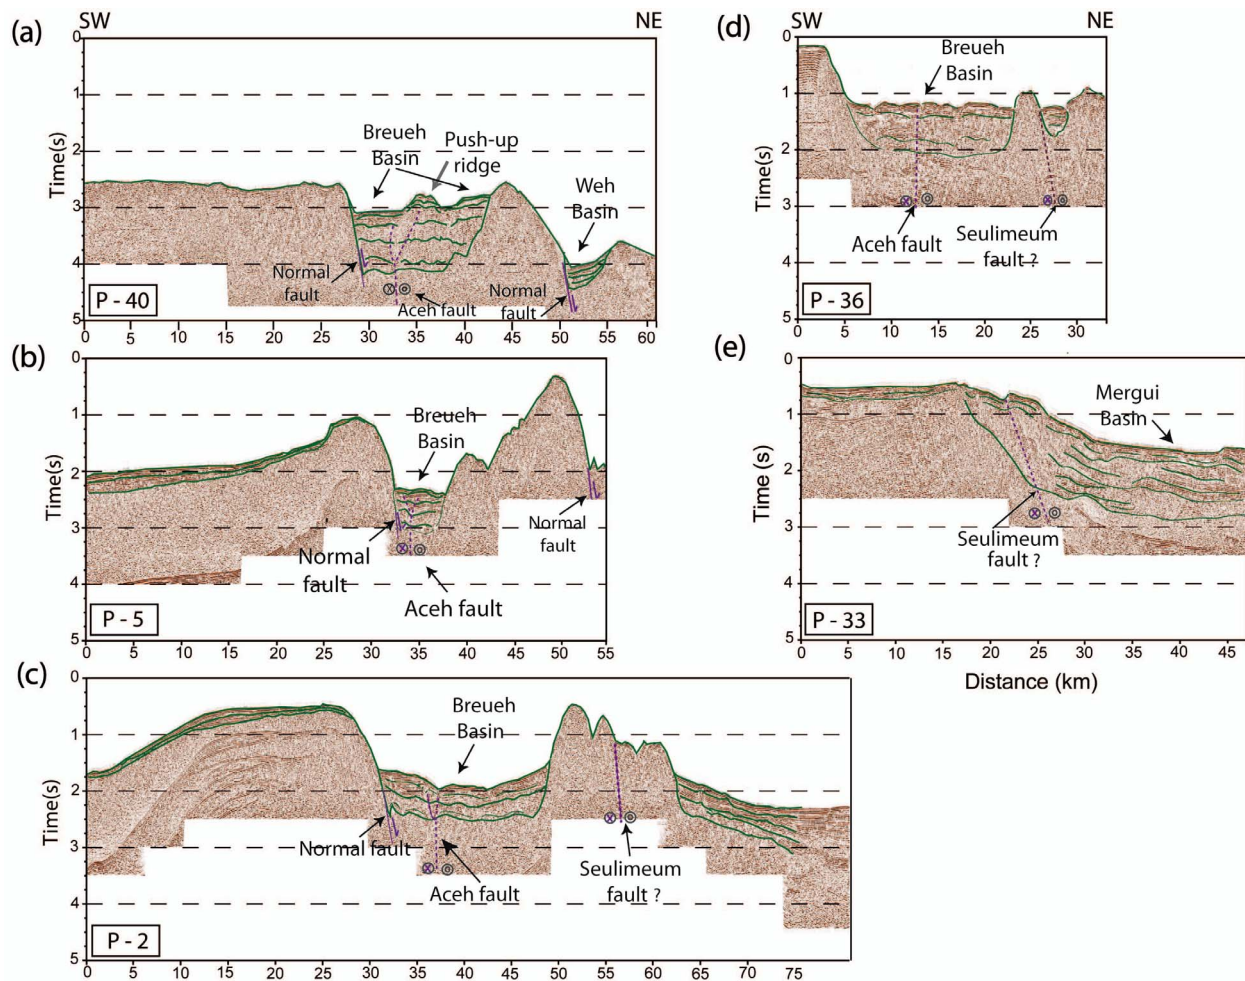 (a)
SW
NE
0
1
2
3
4
5
Time(s)
Breueh
Basin
Push-up
ridge
Weh
Basin
Normal
fault
Aceh fault
Normal
fault
P - 40
0 5 10 15 20 25 30 35 40 45 50 55 60
(b)
0
1
2
3
4
5
Time(s)
Breueh
Basin
Normal
fault
Normal
fault
Aceh fault
P - 5
0 5 10 15 20 25 30 35 40 45 50 55
(c)
0
1
2
3
4
5
Time(s)
Breueh
Basin
Normal fault
Aceh fault
Seulimeum
fault ?
P - 2
0 5 10 15 20 25 30 35 40 45 50 55 60 65 70 75
(d)
SW
NE
0
1
2
3
4
5
Time(s)
Breueh
Basin
Aceh fault
Seulimeum
fault ?
P - 36
0 5 10 15 20 25 30
(e)
0
1
2
3
4
5
Time (s)
Mergui
Basin
Seulimeum
fault ?
P - 33
0 5 10 15 20 25 30 35 40 45
Distance (km)